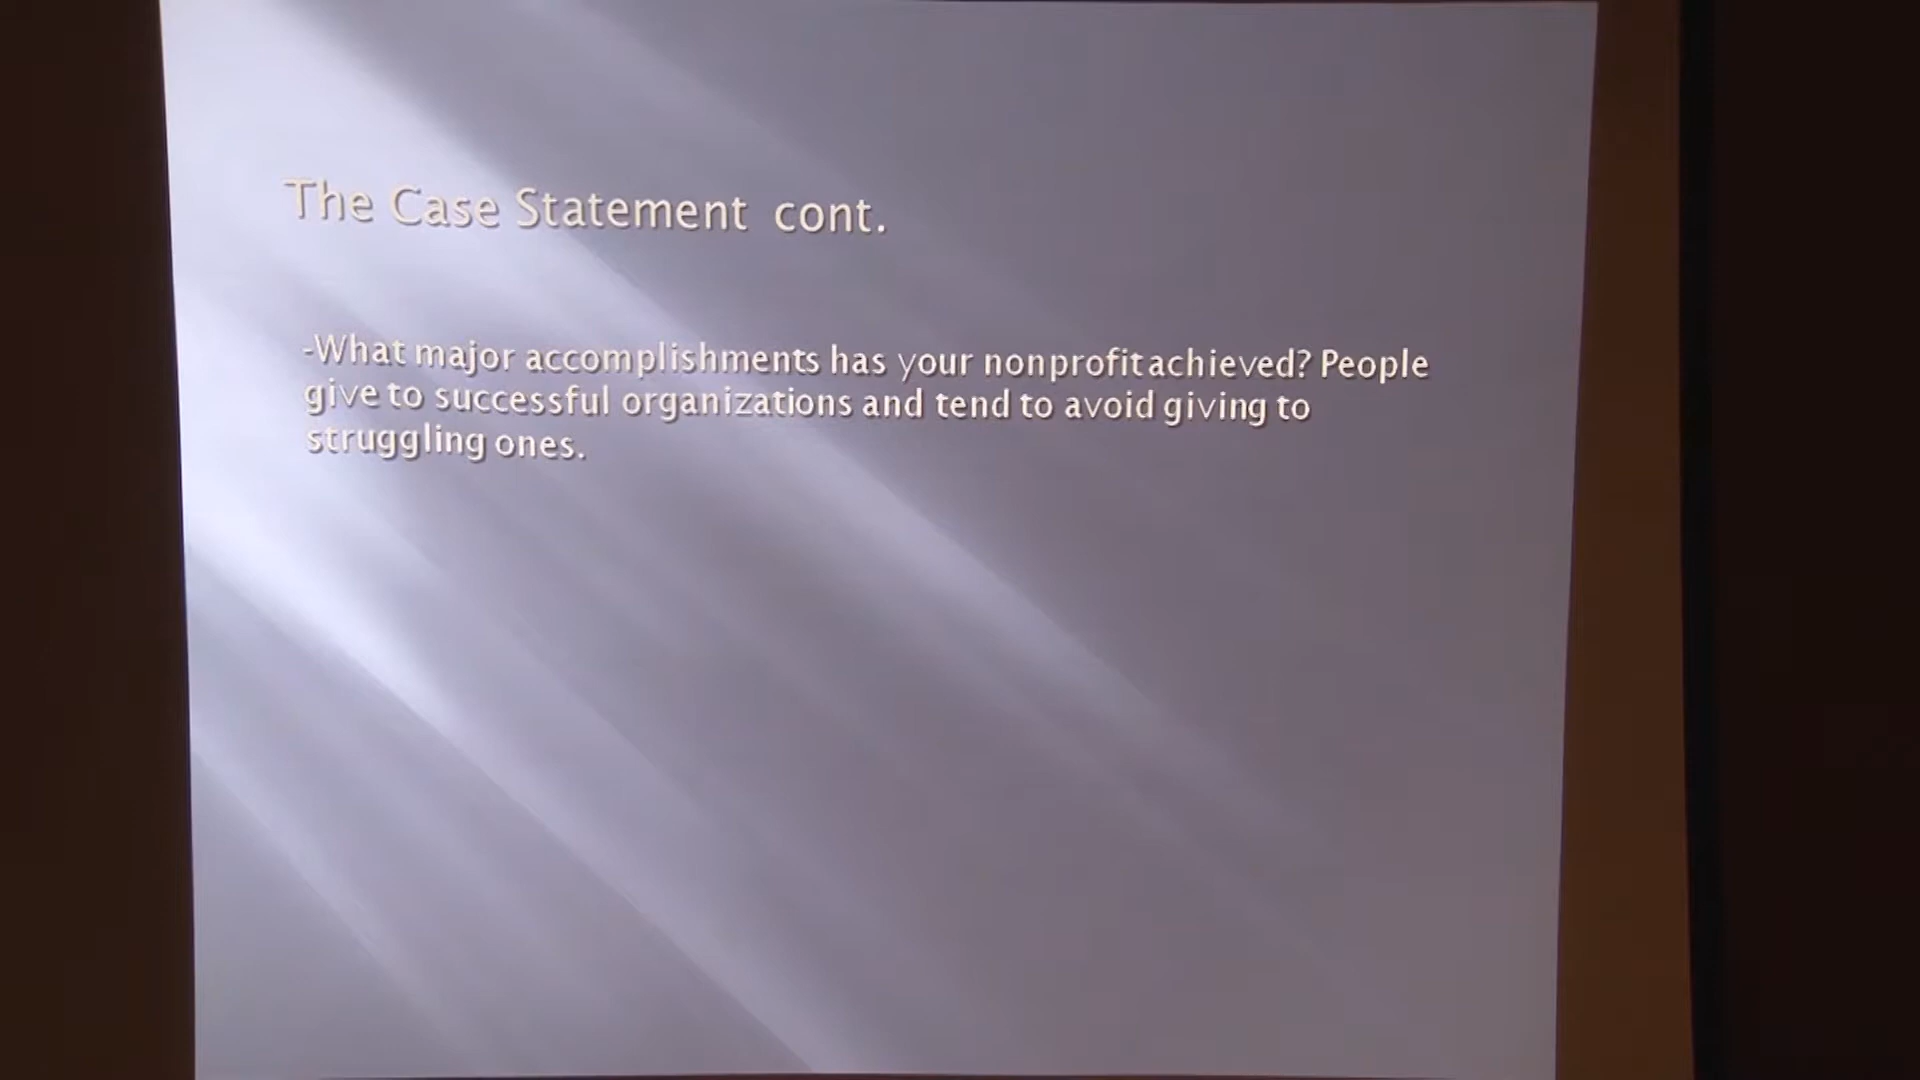 The Case Statement cont.
-What major accomplishments has your nonprofit achieved? People
give to successful organizations and tend to avoid giving to
struggling ones.